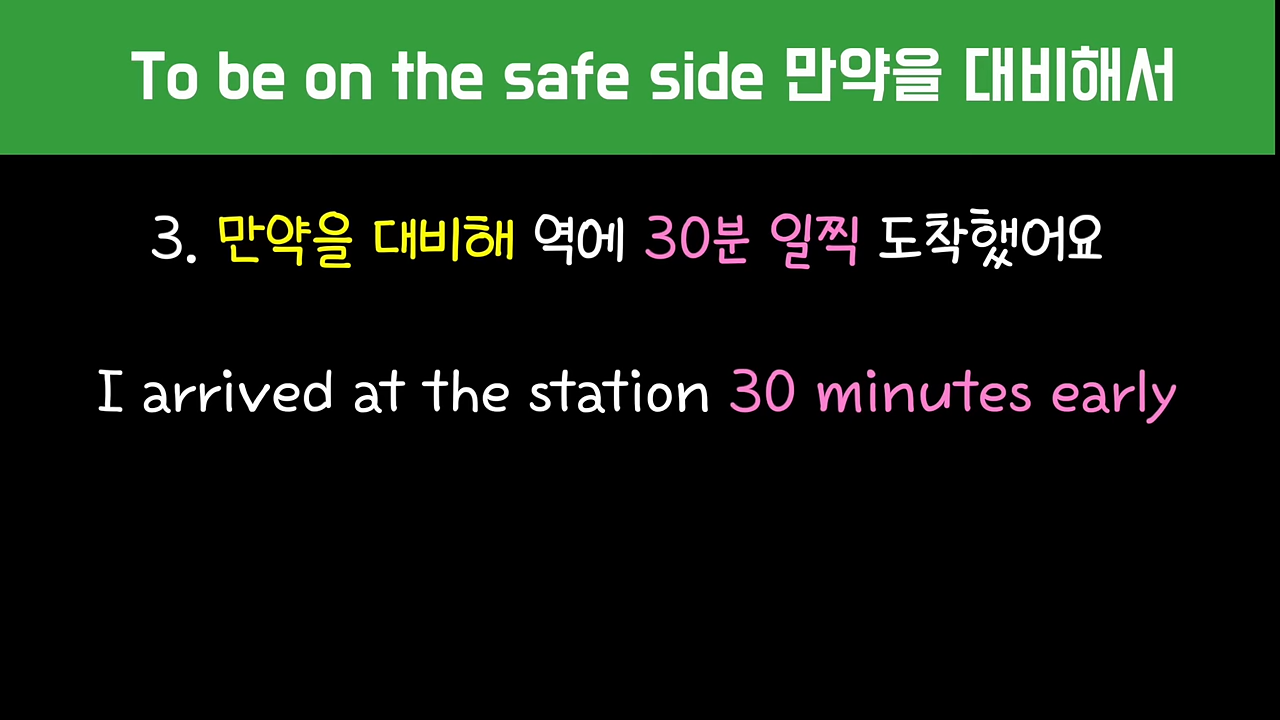 To be on the safe side 만약을 대비해서
3. 만약을 대비해 역에 30분 일찍 도착했어요
I arrived at the station 30 minutes early